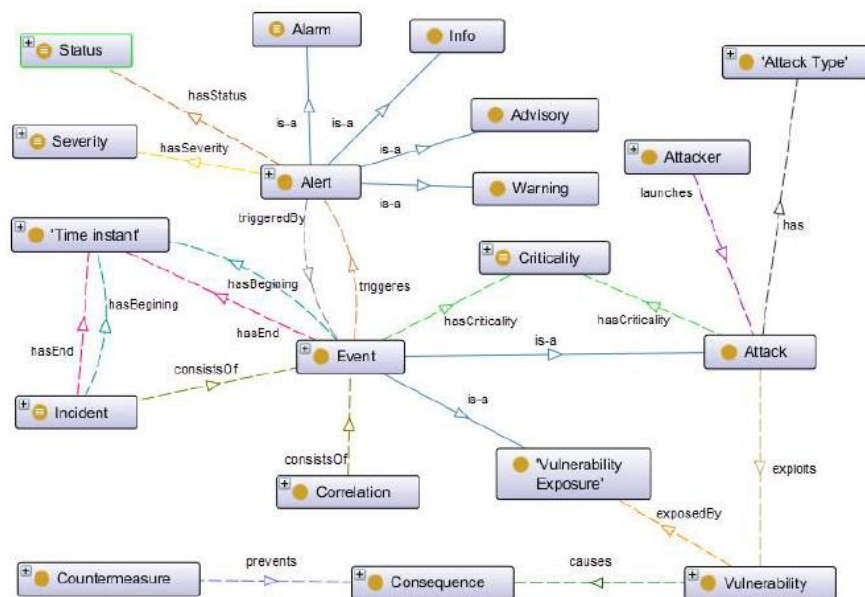 Alarm
Info
Status
'Attack Type'
hasStatus
is-a
is-a
Advisory
Severity
hasSeverity
is-a
Attacker
Alert
is-a
Warning
launches
triggeredBy
has
'Time instant'
Criticality
hasBegining
triggeres
hasBegining
hasEnd
hasCriticality
hasCriticality
hasEnd
Event
is-a
Attack
consistsOf
Incident
is-a
consistsOf
'Vulnerability
Exposure'
exploits
Correlation
exposedBy
prevents
causes
Countermeasure
Consequence
Vulnerability